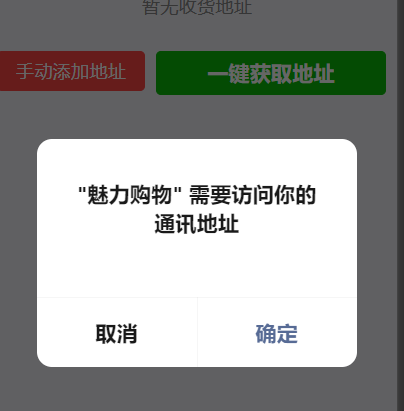 暂无收货地址
手动添加地址
一键获取地址
"魅力购物" 需要访问你的
通讯地址
取消
确定